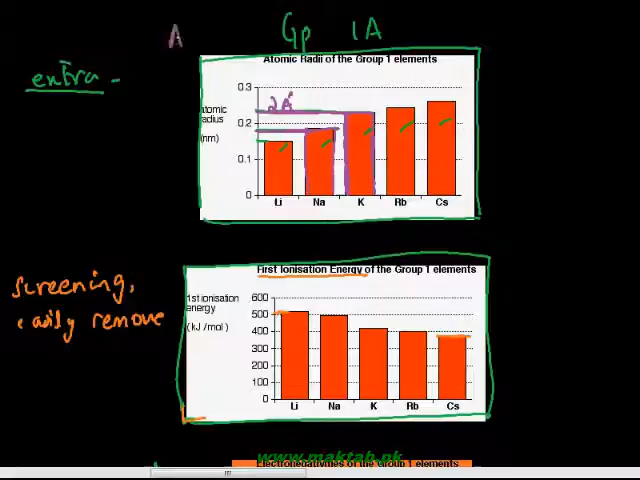 A Gp IA
extra -
Atomic Radii of the Group 1 elements
atomic
radius
(nm)
0.3
0.2
0.1
0
2A°
Li Na K Rb Cs
First Ionisation Energy of the Group 1 elements
Screening,
easily remove
1st ionisation
energy
(kJ / mol)
600
500
400
300
200
100
0
Li Na K Rb Cs
www.maktab.pk
Electronegativities of the Group 1 elements